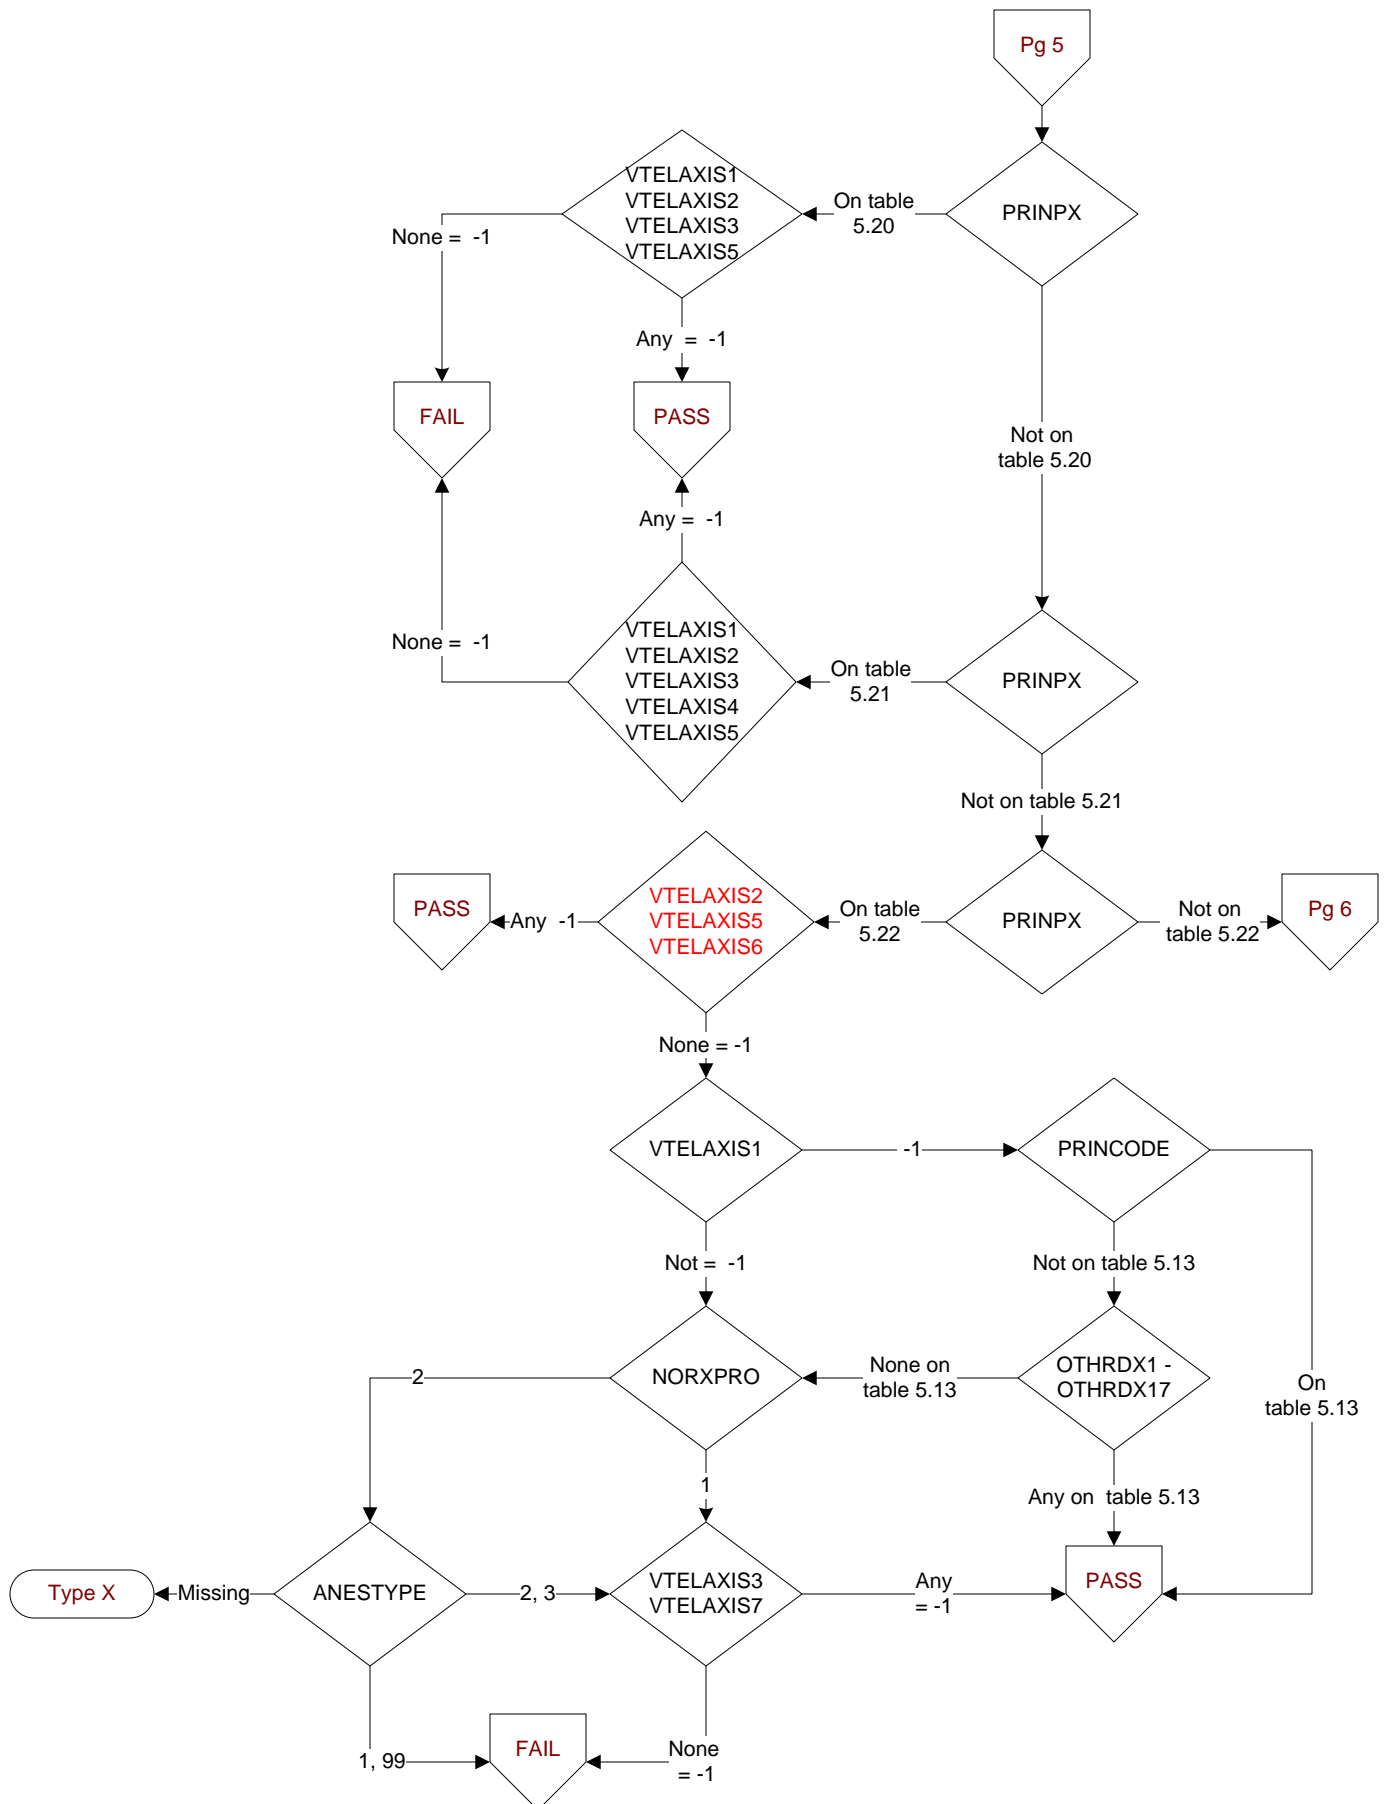 Pg 5
VTELAXIS1
VTELAXIS2
VTELAXIS3
VTELAXIS5
On table
5.20
PRINPX
None =  -1
Any  =  -1
FAIL
PASS
Not on
table 5.20
Any =  -1
None =  -1
VTELAXIS1
VTELAXIS2
VTELAXIS3
VTELAXIS4
VTELAXIS5
On table
5.21
PRINPX
Not on table 5.21
PASS
Any  -1
VTELAXIS2
VTELAXIS5
VTELAXIS6
On table
5.22
PRINPX
Not on
table 5.22
Pg 6
None = -1
VTELAXIS1
-1
PRINCODE
Not =  -1
Not on table 5.13
2
NORXPRO
None on
table 5.13
OTHRDX1 -
OTHRDX17
On
table 5.13
1
Any on  table 5.13
Type X
Missing
ANESTYPE
2, 3
VTELAXIS3
VTELAXIS7
Any
= -1
PASS
1, 99
FAIL
None
= -1